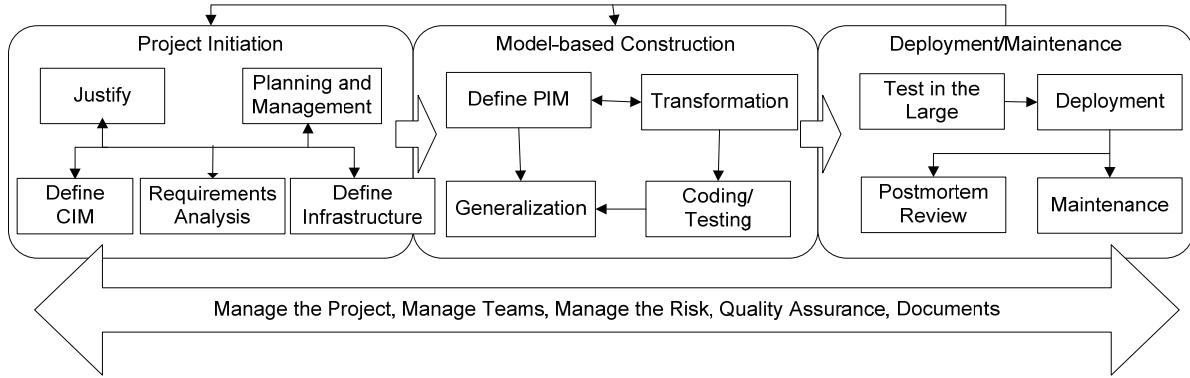 Project Initiation
Justify
Planning and
Management
Define
CIM
Requirements
Analysis
Define
Infrastructure
Model-based Construction
Define PIM
Transformation
Generalization
Coding/
Testing
Deployment/Maintenance
Test in the
Large
Deployment
Postmortem
Review
Maintenance
Manage the Project, Manage Teams, Manage the Risk, Quality Assurance, Documents